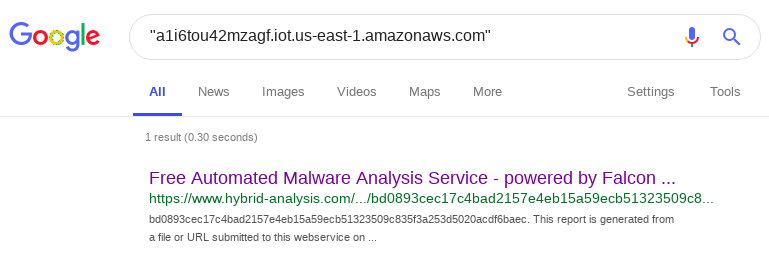 Google
"a1i6tou42mzagf.iot.us-east-1.amazonaws.com"
All News Images Videos Maps More Settings Tools
1 result (0.30 seconds)
Free Automated Malware Analysis Service - powered by Falcon ...
https://www.hybrid-analysis.com/.../bd0893cec17c4bad2157e4eb15a59ecb51323509c8...
bd0893cec17c4bad2157e4eb15a59ecb51323509c835f3a253d5020acdf6baec. This report is generated from
a file or URL submitted to this webservice on ...